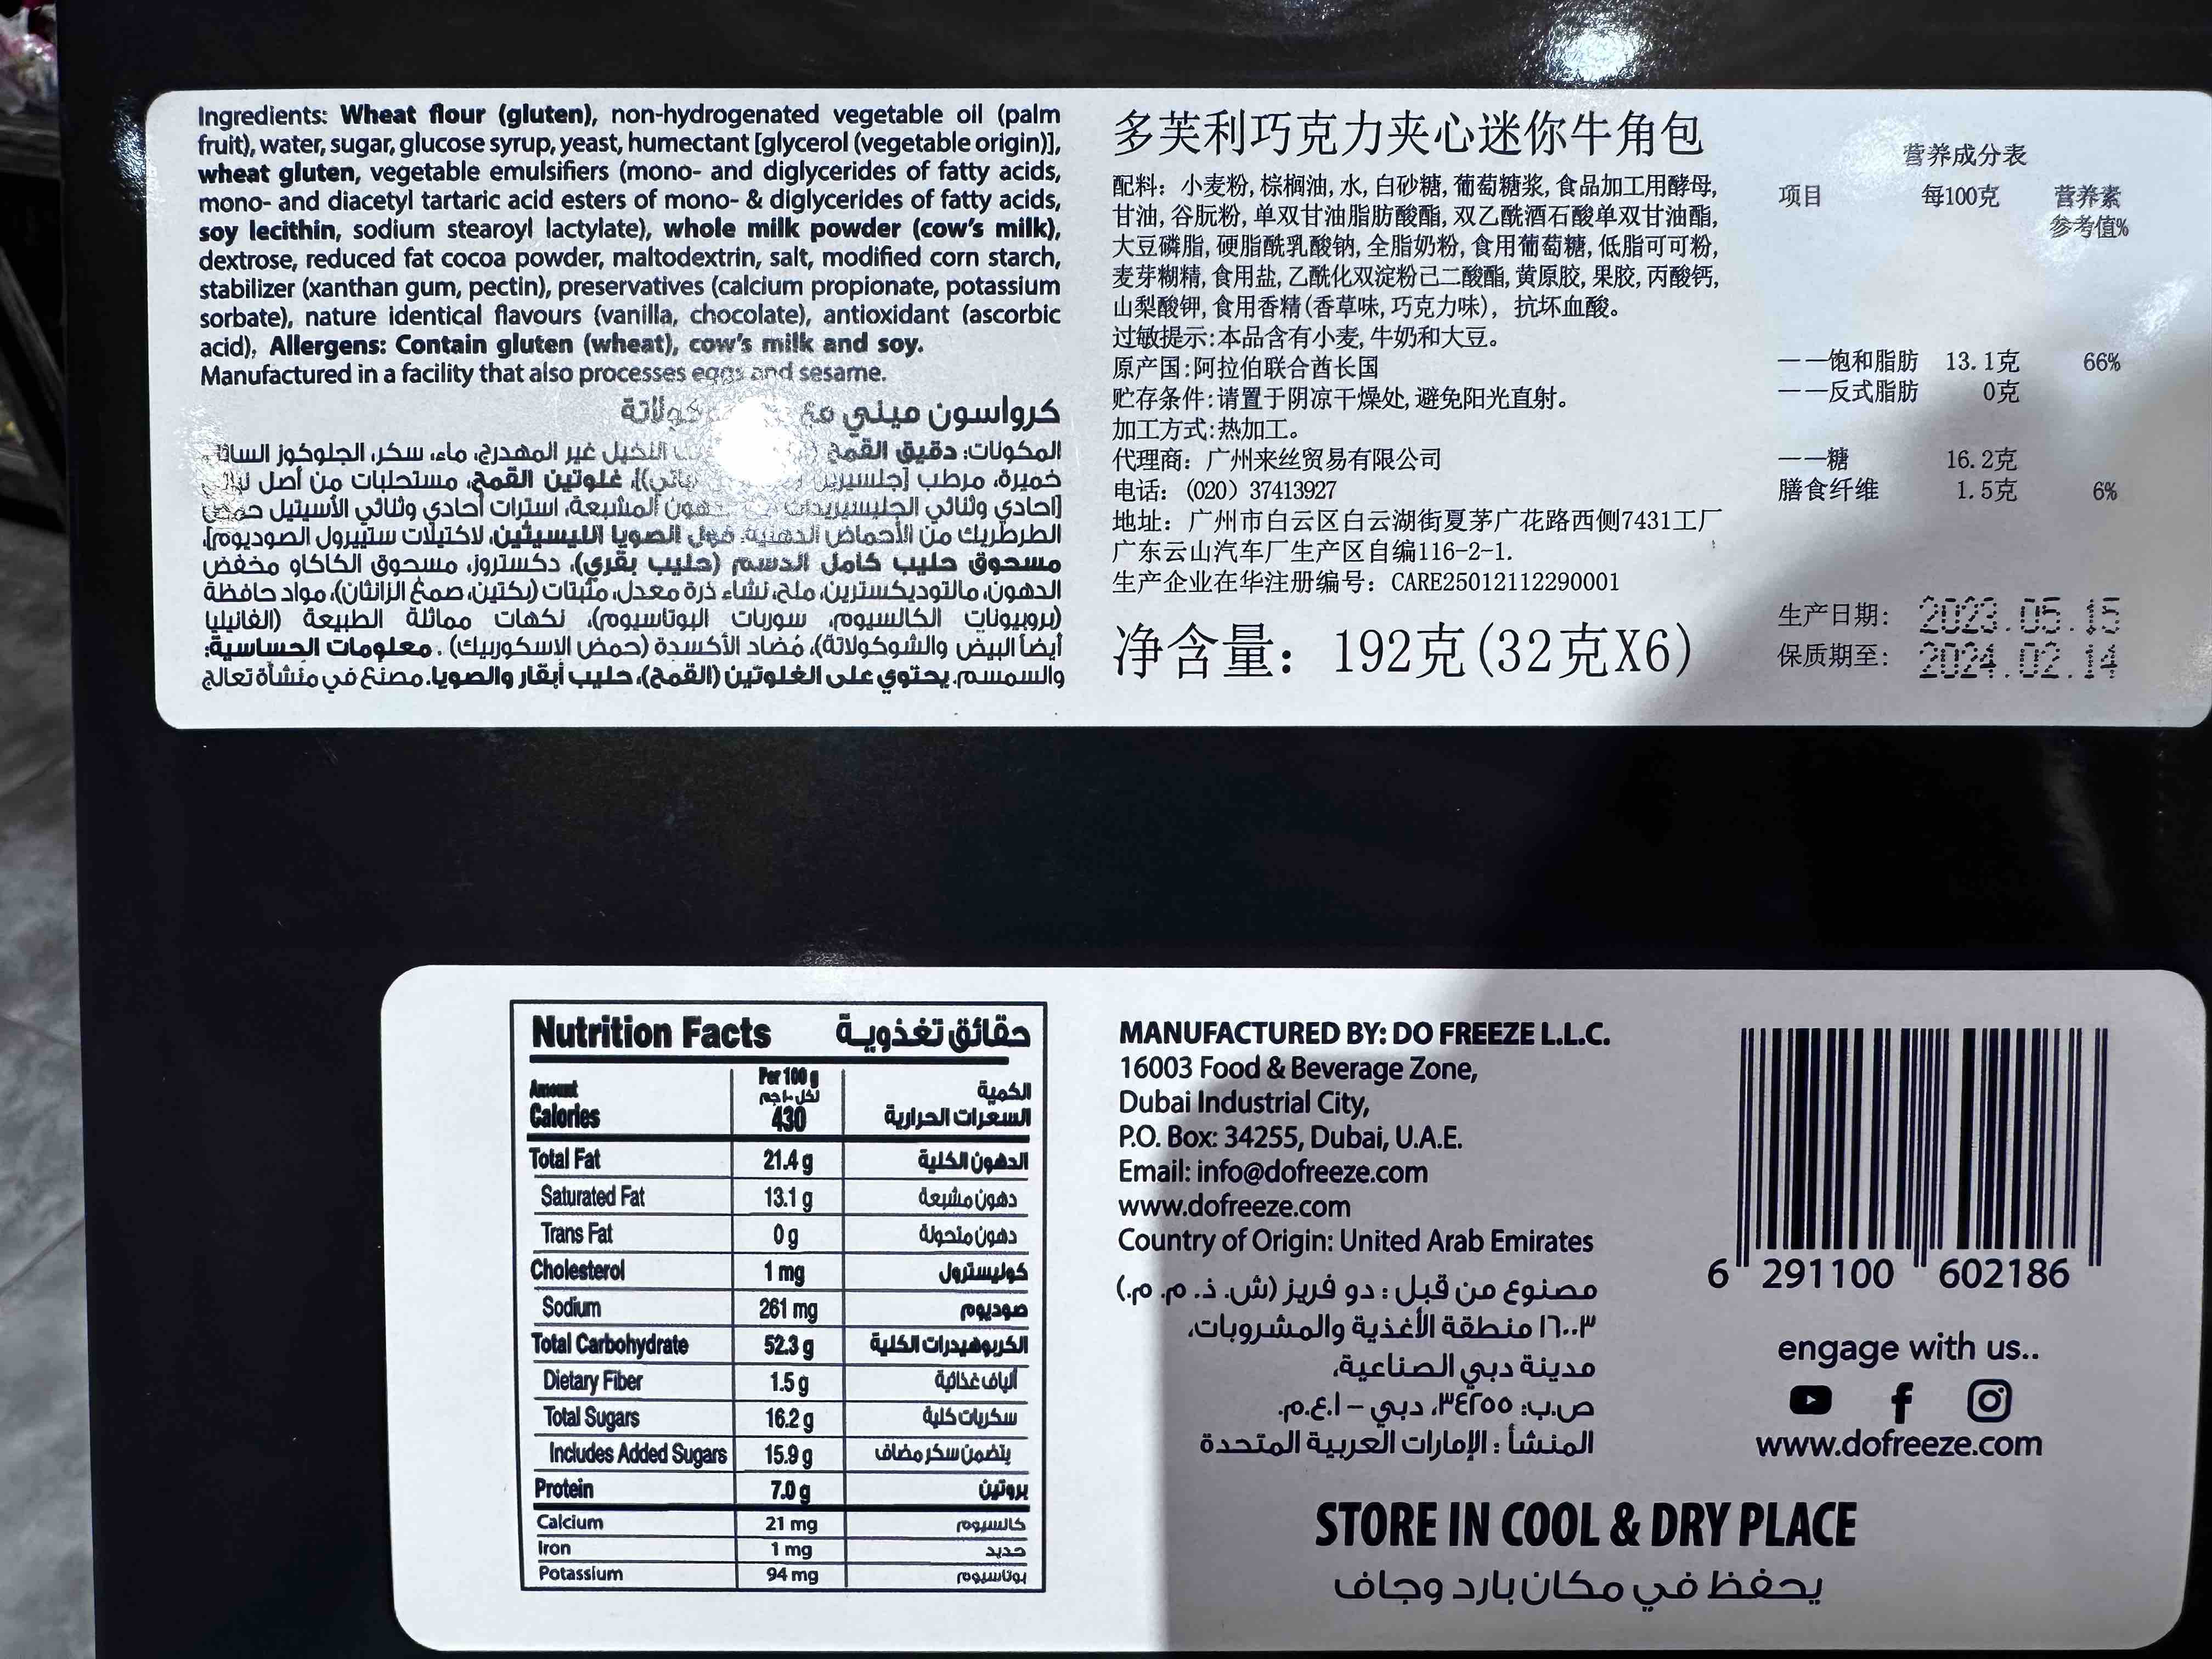 Ingredients: Wheat flour (gluten), non-hydrogenated vegetable oil (palm
fruit), water, sugar, glucose syrup, yeast, humectant [glycerol (vegetable origin)],
wheat gluten, vegetable emulsifiers (mono- and diglycerides of fatty acids,
mono- and diacetyl tartaric acid esters of mono- & diglycerides of fatty acids,
soy lecithin, sodium stearoyl lactylate), whole milk powder (cow's milk),
dextrose, reduced fat cocoa powder, maltodextrin, salt, modified corn starch,
stabilizer (xanthan gum, pectin), preservatives (calcium propionate, potassium
sorbate), nature identical flavours (vanilla, chocolate), antioxidant (ascorbic
acid), Allergens: Contain gluten (wheat), cow's milk and soy.
Manufactured in a facility that also processes eggs and sesame.
كرواسون ميني مع
المكونات: دقيق القمح النخيل غير المهدرج، ماء، سكر، الجلوكوز
خميرة، مرطب غلوتين القمح، مستحلبات من أصل
[أحادي وثنائي المشبعة، استرات أحادي وثنائي الأسيتيل حمض
الطرطريك من الأحماض الدهنية، فول الصويا الليسيثين، لاكتيلات ستييرول الصوديوم]،
مسحوق حليب كامل الدسم (حليب بقري)، دكستروز، مسحوق الكاكاو مخفض
الدهون، مالتوديكسترين، ملح، نشاء ذرة معدل، مثبتات (بكتين، صمغ الزانثان)، مواد حافظة
(بروبيونات الكالسيوم، سوربات البوتاسيوم)، نكهات مماثلة الطبيعة (الفانيليا
أيضاً البيض والشوكولاتة)، مُضاد الأكسدة (حمض الاسكوربيك). معلومات الحساسية:
والسمسم. يحتوي على الغلوتين (القمح)، حليب أبقار والصويا. مصنع في منشأة تعالج
多芙利巧克力夹心迷你牛角包
配料：小麦粉, 棕榈油, 水, 白砂糖, 葡萄糖浆, 食品加工用酵母,
甘油, 谷朊粉, 单双甘油脂肪酸酯, 双乙酰酒石酸单双甘油酯,
大豆磷脂, 硬脂酰乳酸钠, 全脂奶粉, 食用葡萄糖, 低脂可可粉,
麦芽糊精, 食用盐, 乙酰化双淀粉己二酸酯, 黄原胶, 果胶, 丙酸钙,
山梨酸钾, 食用香精(香草味, 巧克力味)，抗坏血酸。
过敏提示:本品含有小麦, 牛奶和大豆。
原产国:阿拉伯联合酋长国
贮存条件:请置于阴凉干燥处, 避免阳光直射。
加工方式:热加工。
代理商：广州来丝贸易有限公司
电话：（020）37413927
地址：广州市白云区白云湖街夏茅广花路西侧7431工厂
广东云山汽车厂生产区自编116-2-1.
生产企业在华注册编号：CARE25012112290001
净含量：192克(32克X6)
营养成分表
项目 每100克 营养素
参考值%
——饱和脂肪 13.1克 66%
——反式脂肪 0克
——糖 16.2克
膳食纤维 1.5克 6%
生产日期: 2023.05.15
保质期至: 2024.02.14
Nutrition Facts حقائق تغذويـة
Amount Per 100 g الكمية
لكل ١٠٠جم
Calories 430 السعرات الحرارية
Total Fat 21.4 g الدهون الكلية
Saturated Fat 13.1 g دهون مشبعة
Trans Fat 0 g دهون متحولة
Cholesterol 1 mg كوليسترول
Sodium 261 mg صوديوم
Total Carbohydrate 52.3 g الكربوهيدرات الكلية
Dietary Fiber 1.5 g ألياف غذائية
Total Sugars 16.2 g سكريات كلية
Includes Added Sugars 15.9 g يتضمن سكر مضاف
Protein 7.0 g بروتين
Calcium 21 mg كالسيوم
Iron 1 mg حديد
Potassium 94 mg بوتاسيوم
MANUFACTURED BY: DO FREEZE L.L.C.
16003 Food & Beverage Zone,
Dubai Industrial City,
P.O. Box: 34255, Dubai, U.A.E.
Email: info@dofreeze.com
www.dofreeze.com
Country of Origin: United Arab Emirates
مصنوع من قبل: دو فريز (ش. ذ. م. م.)
١٦٠٠٣ منطقة الأغذية والمشروبات،
مدينة دبي الصناعية،
ص.ب: ٣٤٢٥٥، دبي – ا.ع.م.
المنشأ: الإمارات العربية المتحدة
6 291100 602186
engage with us..
www.dofreeze.com
STORE IN COOL & DRY PLACE
يحفظ في مكان بارد وجاف